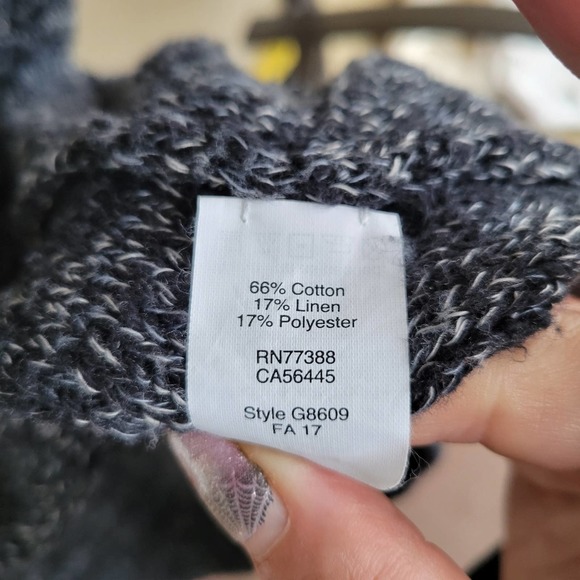 66% Cotton
17% Linen
17% Polyester
RN77388
CA56445
Style G8609
FA 17